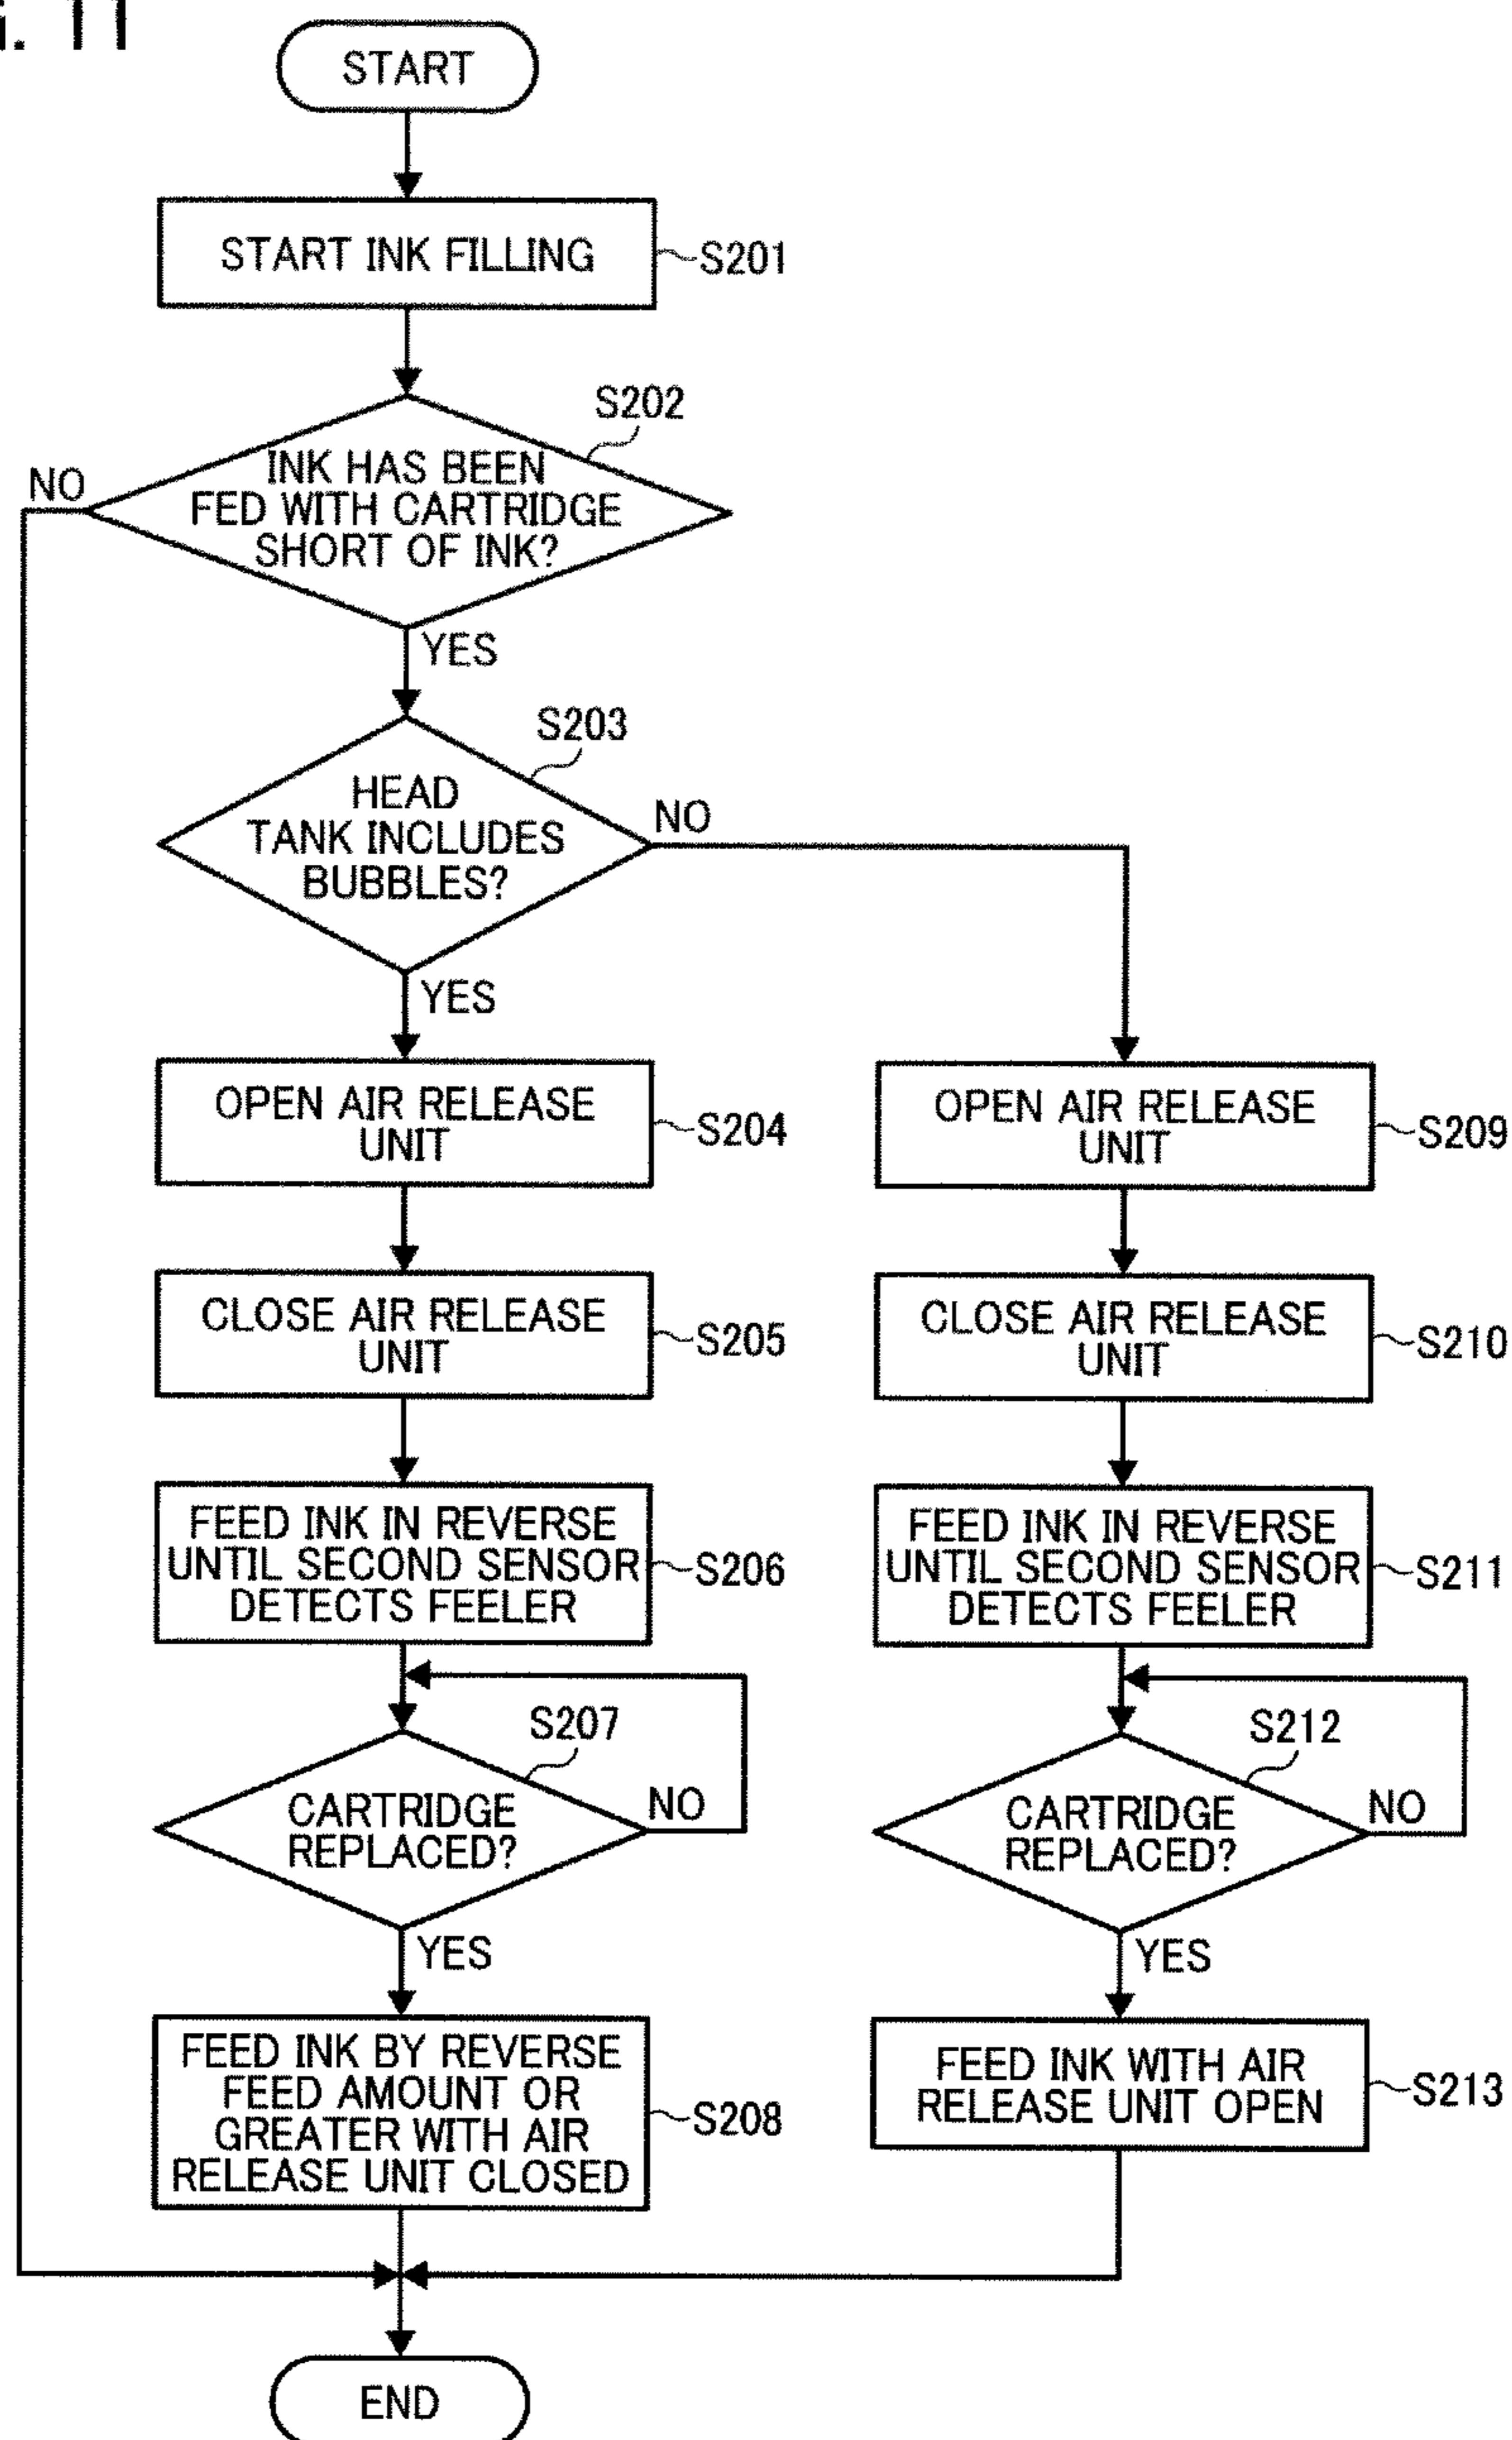 . 11
START
START INK FILLING
S201
S202
INK HAS BEEN
FED WITH CARTRIDGE
SHORT OF INK?
NO
YES
S203
HEAD
TANK INCLUDES
BUBBLES?
NO
YES
OPEN AIR RELEASE
UNIT
S204
OPEN AIR RELEASE
UNIT
S209
CLOSE AIR RELEASE
UNIT
S205
CLOSE AIR RELEASE
UNIT
S210
FEED INK IN REVERSE
UNTIL SECOND SENSOR
DETECTS FEELER
S206
FEED INK IN REVERSE
UNTIL SECOND SENSOR
DETECTS FEELER
S211
S207
CARTRIDGE
REPLACED?
NO
YES
S212
CARTRIDGE
REPLACED?
NO
YES
FEED INK BY REVERSE
FEED AMOUNT OR
GREATER WITH AIR
RELEASE UNIT CLOSED
S208
FEED INK WITH AIR
RELEASE UNIT OPEN
S213
END